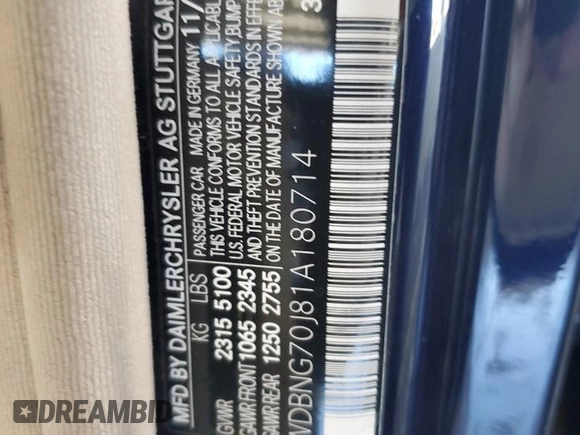 MFD BY DAIMLERCHRYSLER AG STUTTGAR
PASSENGER CAR MADE IN GERMANY 11/
KG LBS
THIS VEHICLE CONFORMS TO ALL APPLICABLE
GVWR 2315 5100
U.S. FEDERAL MOTOR VEHICLE SAFETY BUMP
GAWR FRONT 1065 2345
AND THEFT PREVENTION STANDARDS IN EFFE
GAWR REAR 1250 2755
ON THE DATE OF MANUFACTURE SHOWN AB
WDBNG70J81A180714
3
DREAMBID